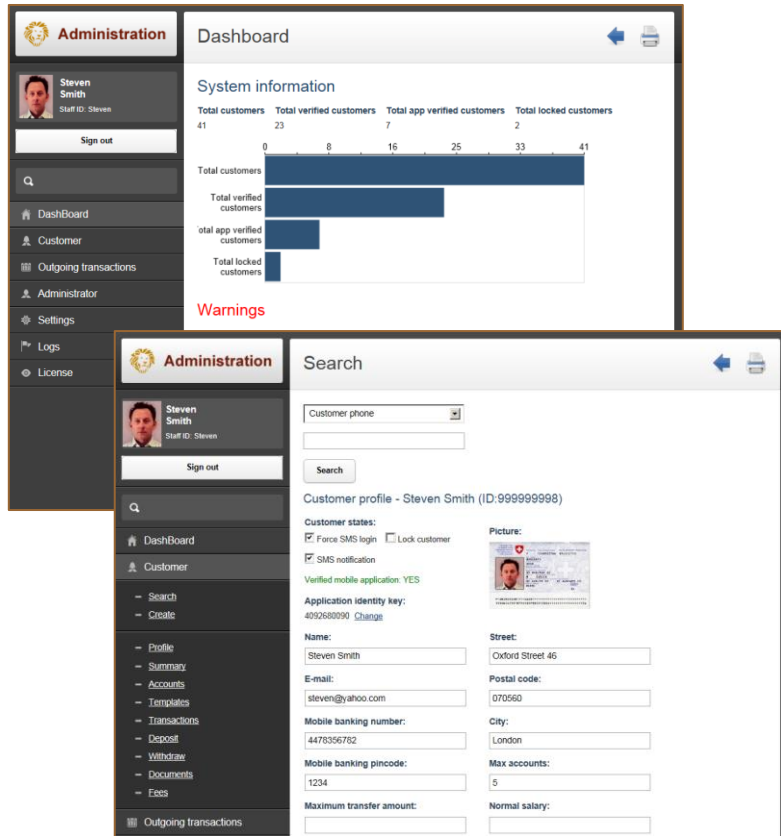 Administration
Steven
Smith
Staff ID: Steven
Sign out
DashBoard
Customer
Outgoing transactions
Administrator
Settings
Logs
License
Dashboard
System information
Total customers Total verified customers Total app verified customers Total locked customers
41 23 7 2
0 8 16 25 33 41
Total customers
Total verified
customers
otal app verified
customers
Total locked
customers
Warnings
Administration
Steven
Smith
Staff ID: Steven
Sign out
DashBoard
Customer
– Search
– Create
– Profile
– Summary
– Accounts
– Templates
– Transactions
– Deposit
– Withdraw
– Documents
– Fees
Outgoing transactions
Search
Customer phone
Search
Customer profile - Steven Smith (ID:999999998)
Customer states:
Force SMS login Lock customer
SMS notification
Verified mobile application: YES
Application identity key:
4092680090 Change
Picture:
Name:
Steven Smith
Street:
Oxford Street 46
E-mail:
steven@yahoo.com
Postal code:
070560
Mobile banking number:
4478356782
City:
London
Mobile banking pincode:
1234
Max accounts:
5
Maximum transfer amount:
Normal salary: